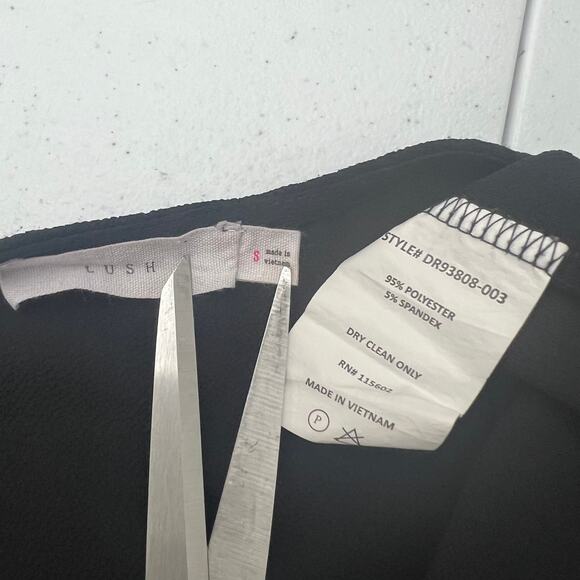 LUSH
S
made in
vietnam
STYLE# DR93808-003
95% POLYESTER
5% SPANDEX
DRY CLEAN ONLY
RN# 115602
MADE IN VIETNAM
P